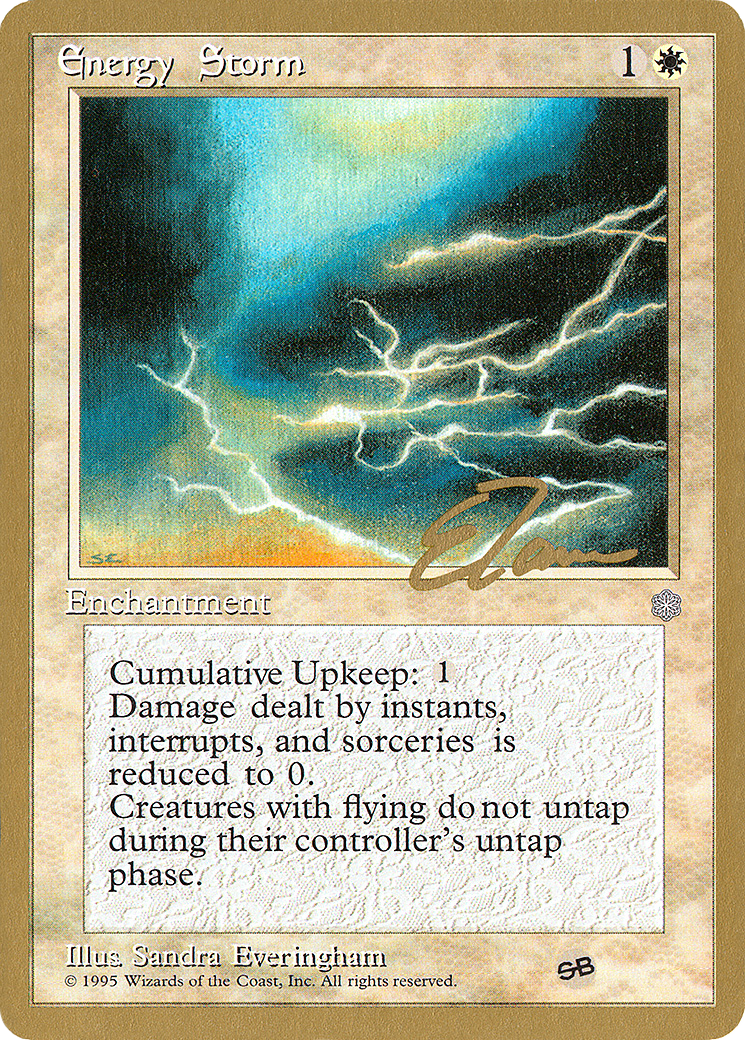 Energy Storm 1
SE
ETam
Enchantment
Cumulative Upkeep: 1
Damage dealt by instants,
interrupts, and sorceries is
reduced to 0.
Creatures with flying do not untap
during their controller's untap
phase.
Illus. Sandra Everingham
© 1995 Wizards of the Coast, Inc. All rights reserved.
SB